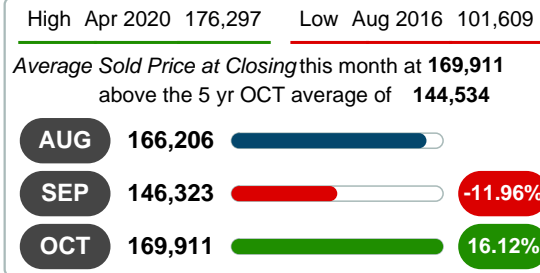 High Apr 2020 176,297 Low Aug 2016 101,609
Average Sold Price at Closing this month at 169,911
above the 5 yr OCT average of 144,534
AUG 166,206
SEP 146,323 -11.96%
OCT 169,911 16.12%